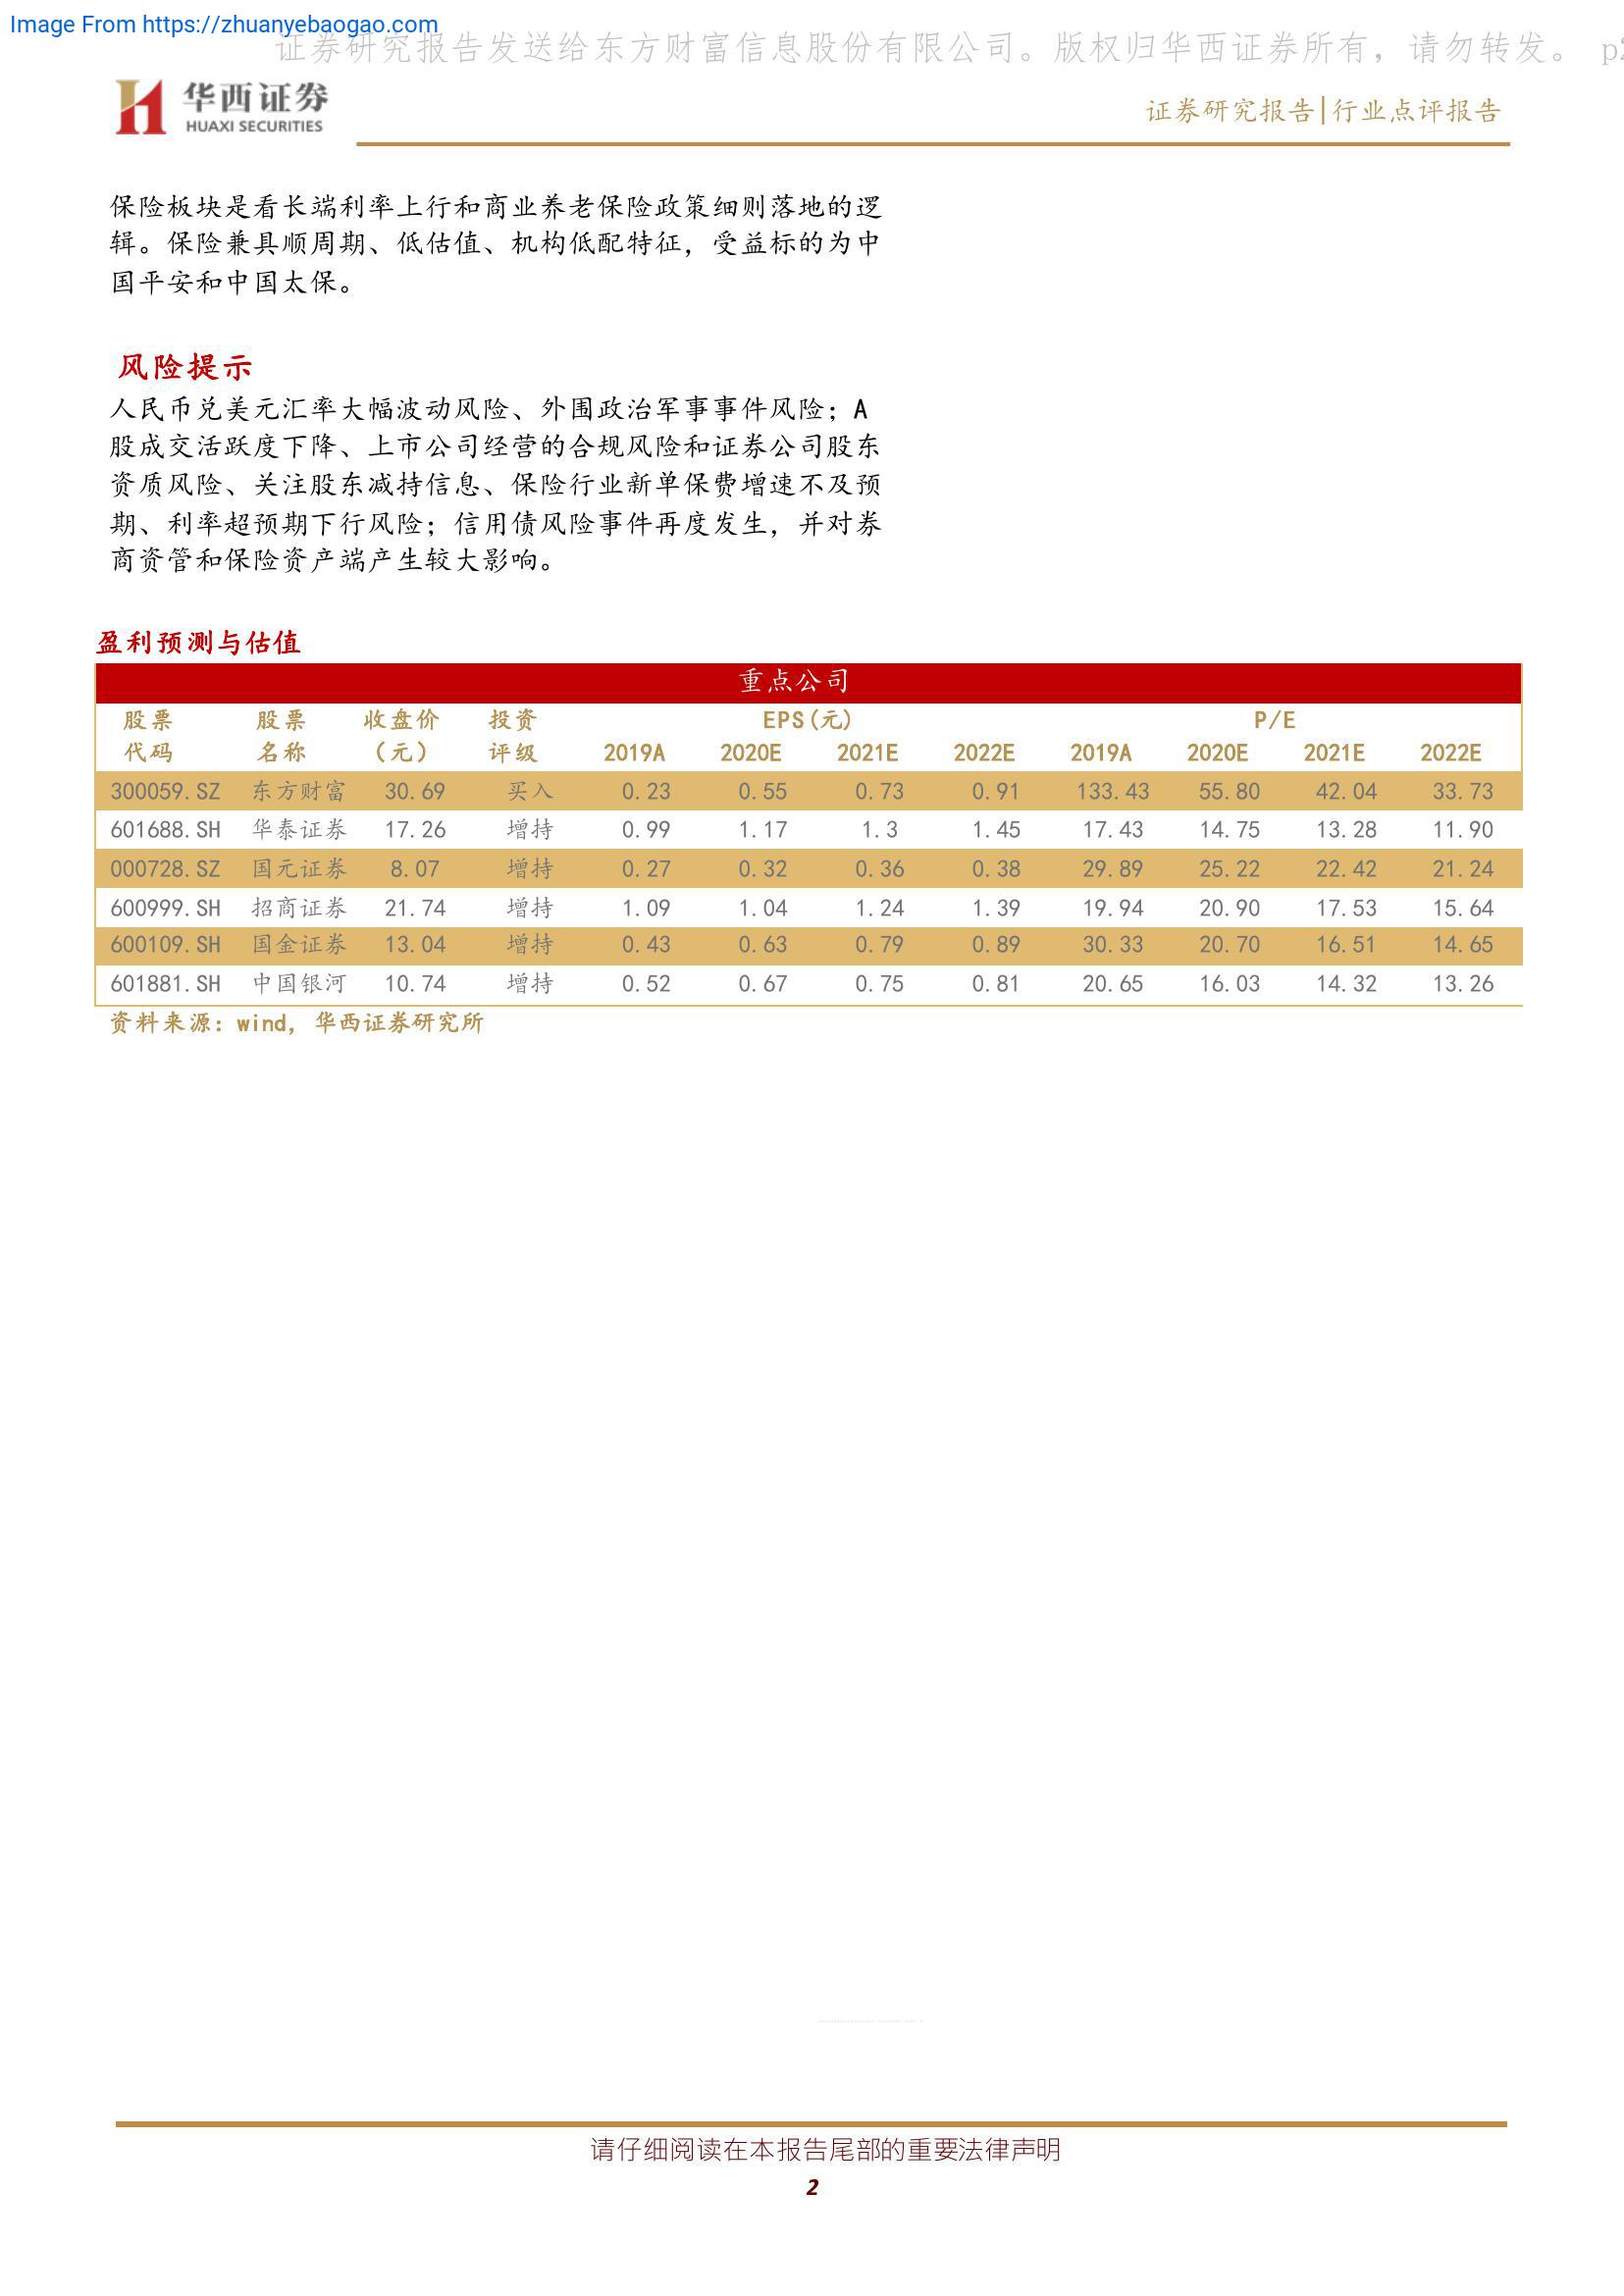 Image From https://zhuanyebaogao.com
证券研究报告发送给东方财富信息股份有限公司。版权归华西证券所有，请勿转发。 p2
华西证券
HUAXI SECURITIES
证券研究报告|行业点评报告
保险板块是看长端利率上行和商业养老保险政策细则落地的逻
辑。保险兼具顺周期、低估值、机构低配特征，受益标的为中
国平安和中国太保。
风险提示
人民币兑美元汇率大幅波动风险、外围政治军事事件风险；A
股成交活跃度下降、上市公司经营的合规风险和证券公司股东
资质风险、关注股东减持信息、保险行业新单保费增速不及预
期、利率超预期下行风险；信用债风险事件再度发生，并对券
商资管和保险资产端产生较大影响。
盈利预测与估值
重点公司
股票 股票 收盘价 投资 EPS(元) P/E
代码 名称 （元） 评级 2019A 2020E 2021E 2022E 2019A 2020E 2021E 2022E
300059.SZ 东方财富 30.69 买入 0.23 0.55 0.73 0.91 133.43 55.80 42.04 33.73
601688.SH 华泰证券 17.26 增持 0.99 1.17 1.3 1.45 17.43 14.75 13.28 11.90
000728.SZ 国元证券 8.07 增持 0.27 0.32 0.36 0.38 29.89 25.22 22.42 21.24
600999.SH 招商证券 21.74 增持 1.09 1.04 1.24 1.39 19.94 20.90 17.53 15.64
600109.SH 国金证券 13.04 增持 0.43 0.63 0.79 0.89 30.33 20.70 16.51 14.65
601881.SH 中国银河 10.74 增持 0.52 0.67 0.75 0.81 20.65 16.03 14.32 13.26
资料来源：wind，华西证券研究所
请仔细阅读在本报告尾部的重要法律声明
2